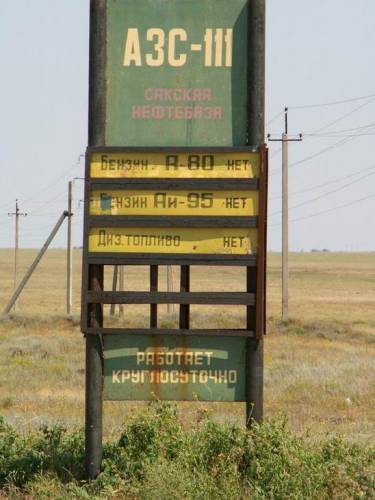 АЗС-111
САКСКАЯ
НЕФТЕБАЗА
Бензин А-80 НЕТ
Бензин Аи-95 НЕТ
Диз.топливо НЕТ
РАБОТАЕТ
КРУГЛОСУТОЧНО